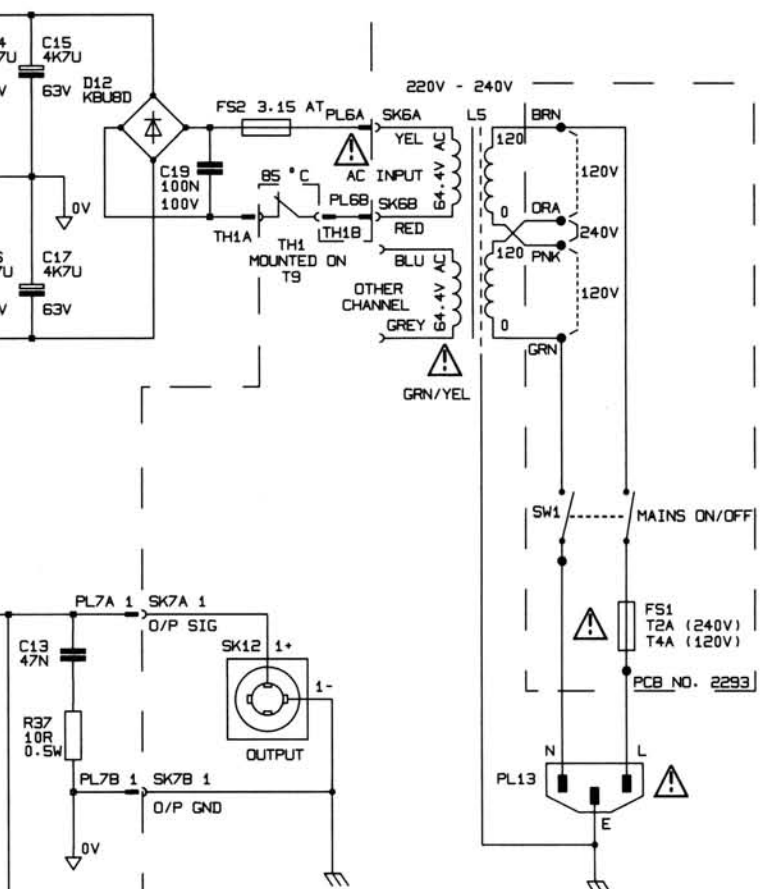 4
7U
V
C15
4K7U
63V
D12
KBU8D
FS2 3.15 AT
PL6A
SK6A
220V - 240V
L5
BRN
YEL
120
AC INPUT
64.4V AC
120V
C19
100N
100V
85 °C
PL6B
SK6B
RED
0
ORA
240V
0V
TH1A
TH1B
TH1
MOUNTED ON
T9
BLU
120
PNK
6
7U
V
C17
4K7U
63V
OTHER
CHANNEL
64.4V AC
120V
GREY
0
GRN
GRN/YEL
SW1
MAINS ON/OFF
PL7A 1
SK7A 1
O/P SIG
FS1
T2A (240V)
T4A (120V)
C13
47N
SK12
1+
1-
PCB NO. 2293
R37
10R
0.5W
OUTPUT
N
L
PL7B 1
SK7B 1
PL13
O/P GND
E
0V